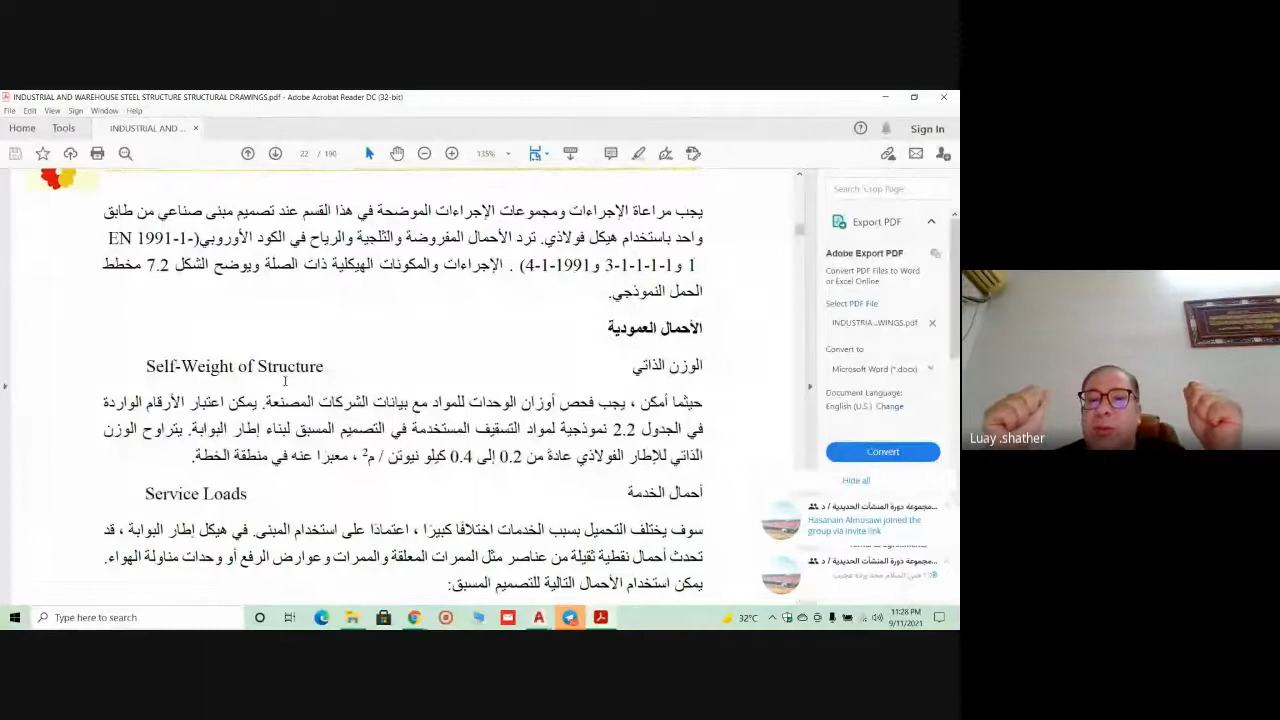 INDUSTRIAL AND WAREHOUSE STEEL STRUCTURE STRUCTURAL DRAWINGS.pdf - Adobe Acrobat Reader DC (32-bit)
File Edit View Sign Window Help
Home Tools INDUSTRIAL AND ... × Sign In
22 / 190 135%
يجب مراعاة الإجراءات ومجموعات الإجراءات الموضحة في هذا القسم عند تصميم مبنى صناعي من طابق
واحد باستخدام هيكل فولاذي. ترد الأحمال المفروضة والثلجية والرياح في الكود الأوروبي(EN 1991-1-
1 و1-1-1-1-3 و1991-1-4) . الإجراءات والمكونات الهيكلية ذات الصلة ويوضح الشكل 7.2 مخطط
الحمل النموذجي.
الأحمال العمودية
الوزن الذاتي Self-Weight of Structure
حيثما أمكن ، يجب فحص أوزان الوحدات للمواد مع بيانات الشركات المصنعة. يمكن اعتبار الأرقام الواردة
في الجدول 2.2 نموذجية لمواد التسقيف المستخدمة في التصميم المسبق لبناء إطار البوابة. يتراوح الوزن
الذاتي للإطار الفولاذي عادةً من 0.2 إلى 0.4 كيلو نيوتن / م2 ، معبرًا عنه في منطقة الخطة.
أحمال الخدمة Service Loads
سوف يختلف التحميل بسبب الخدمات اختلافًا كبيرًا ، اعتمادًا على استخدام المبنى. في هيكل إطار البوابة ، قد
تحدث أحمال نقطية ثقيلة من عناصر مثل الممرات المعلقة والممرات وعوارض الرفع أو وحدات مناولة الهواء.
يمكن استخدام الأحمال التالية للتصميم المسبق:
Search 'Crop Page'
Export PDF
Adobe Export PDF
Convert PDF Files to Word
or Excel Online
Select PDF File
INDUSTRIA...WINGS.pdf ×
Convert to
Microsoft Word (*.docx)
Document Language:
English (U.S.) Change
Convert
Hide all
مجموعة دورة المنشآت الحديدية / د...
Hasanain Almusawi joined the
group via invite link
مجموعة دورة المنشآت الحديدية / د...
Luay .shather
Type here to search
32°C
11:28 PM
9/11/2021